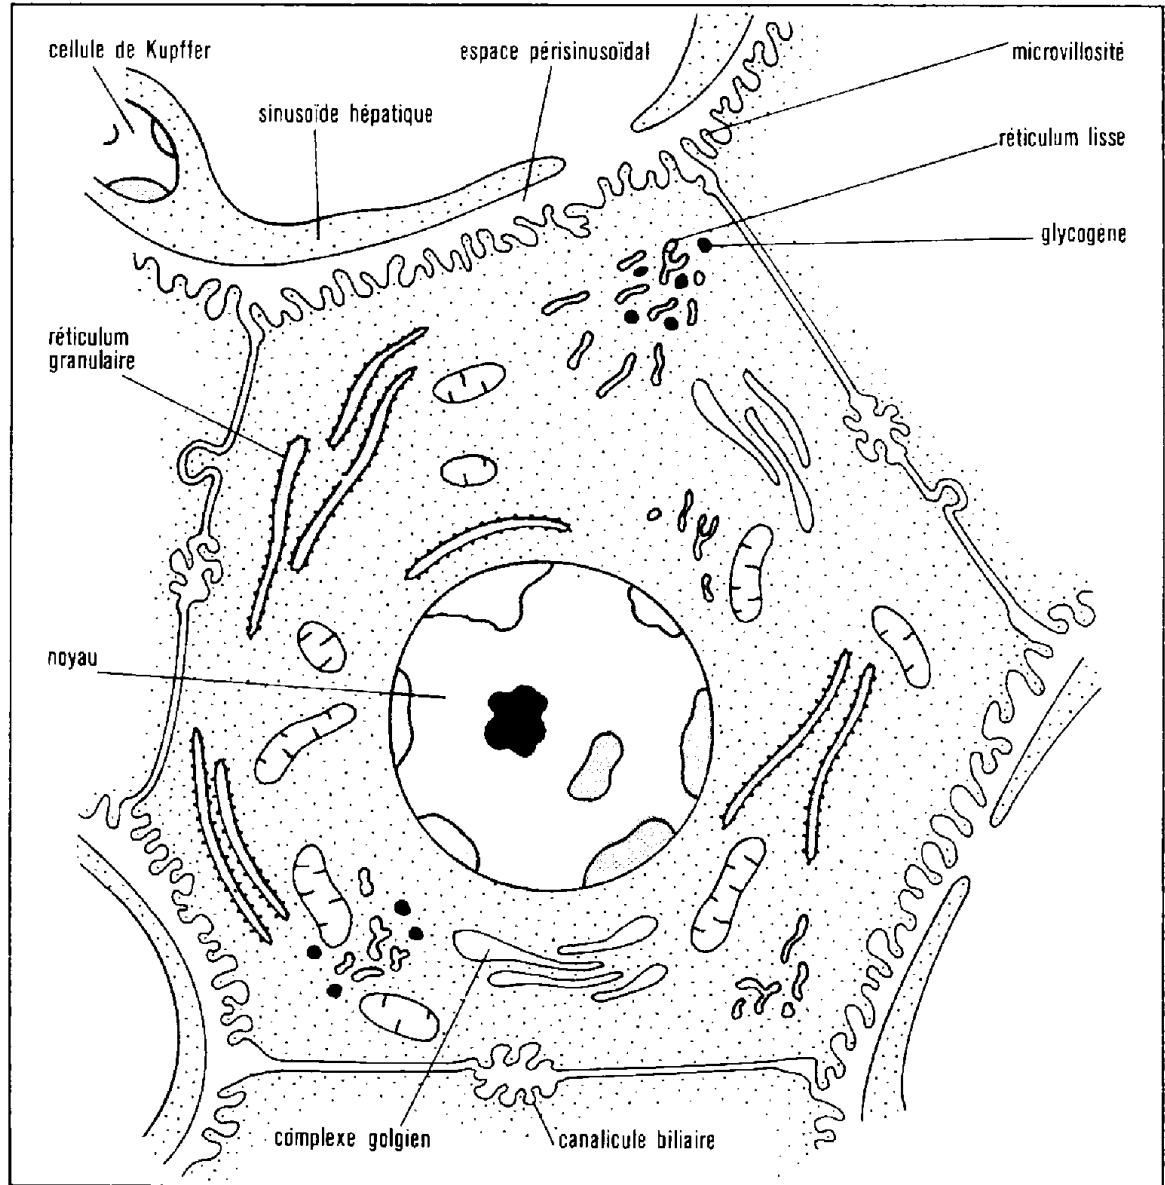 cellule de Kupffer
espace périsinusoïdal
microvillosité
sinusoïde hépatique
réticulum lisse
glycogène
réticulum
granulaire
noyau
complexe golgien
canalicule biliaire